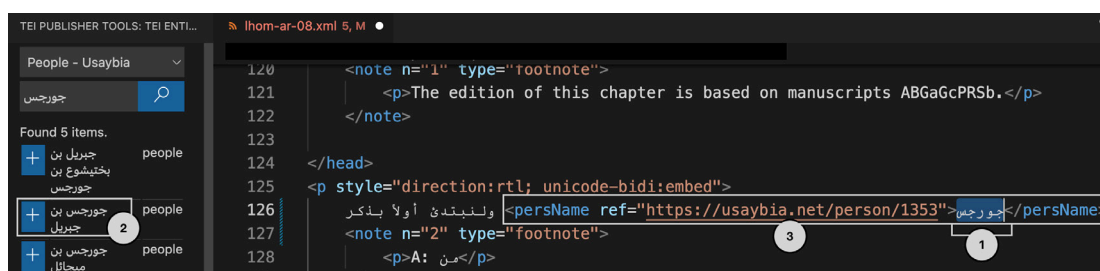 TEI PUBLISHER TOOLS: TEI ENTI...
People - Usaybia
جورجس
Found 5 items.
+ جبريل بن بختيشوع بن جورجس people
+ جورجس بن جبريل people
2
+ جورجس بن ميخائل people
lhom-ar-08.xml 5, M
120 <note n="1" type="footnote">
121 <p>The edition of this chapter is based on manuscripts ABGaGcPRSb.</p>
122 </note>
123
124 </head>
125 <p style="direction:rtl; unicode-bidi:embed">
126 ولنبتدئ أولاً بذكر <persName ref="https://usaybia.net/person/1353">جورجس</persName>
127 <note n="2" type="footnote">
128 <p>A: من</p>
3
1